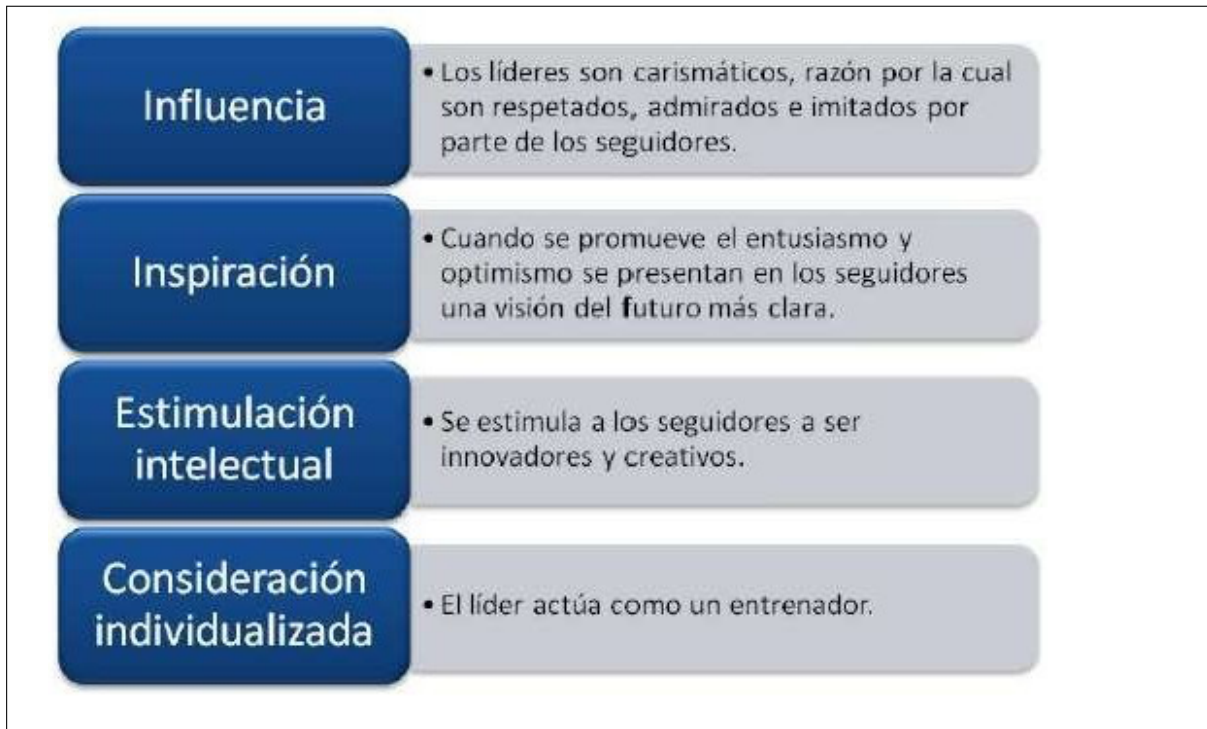 Influencia
• Los líderes son carismáticos, razón por la cual
son respetados, admirados e imitados por
parte de los seguidores.
Inspiración
• Cuando se promueve el entusiasmo y
optimismo se presentan en los seguidores
una visión del futuro más clara.
Estimulación
intelectual
• Se estimula a los seguidores a ser
innovadores y creativos.
Consideración
individualizada
• El líder actúa como un entrenador.